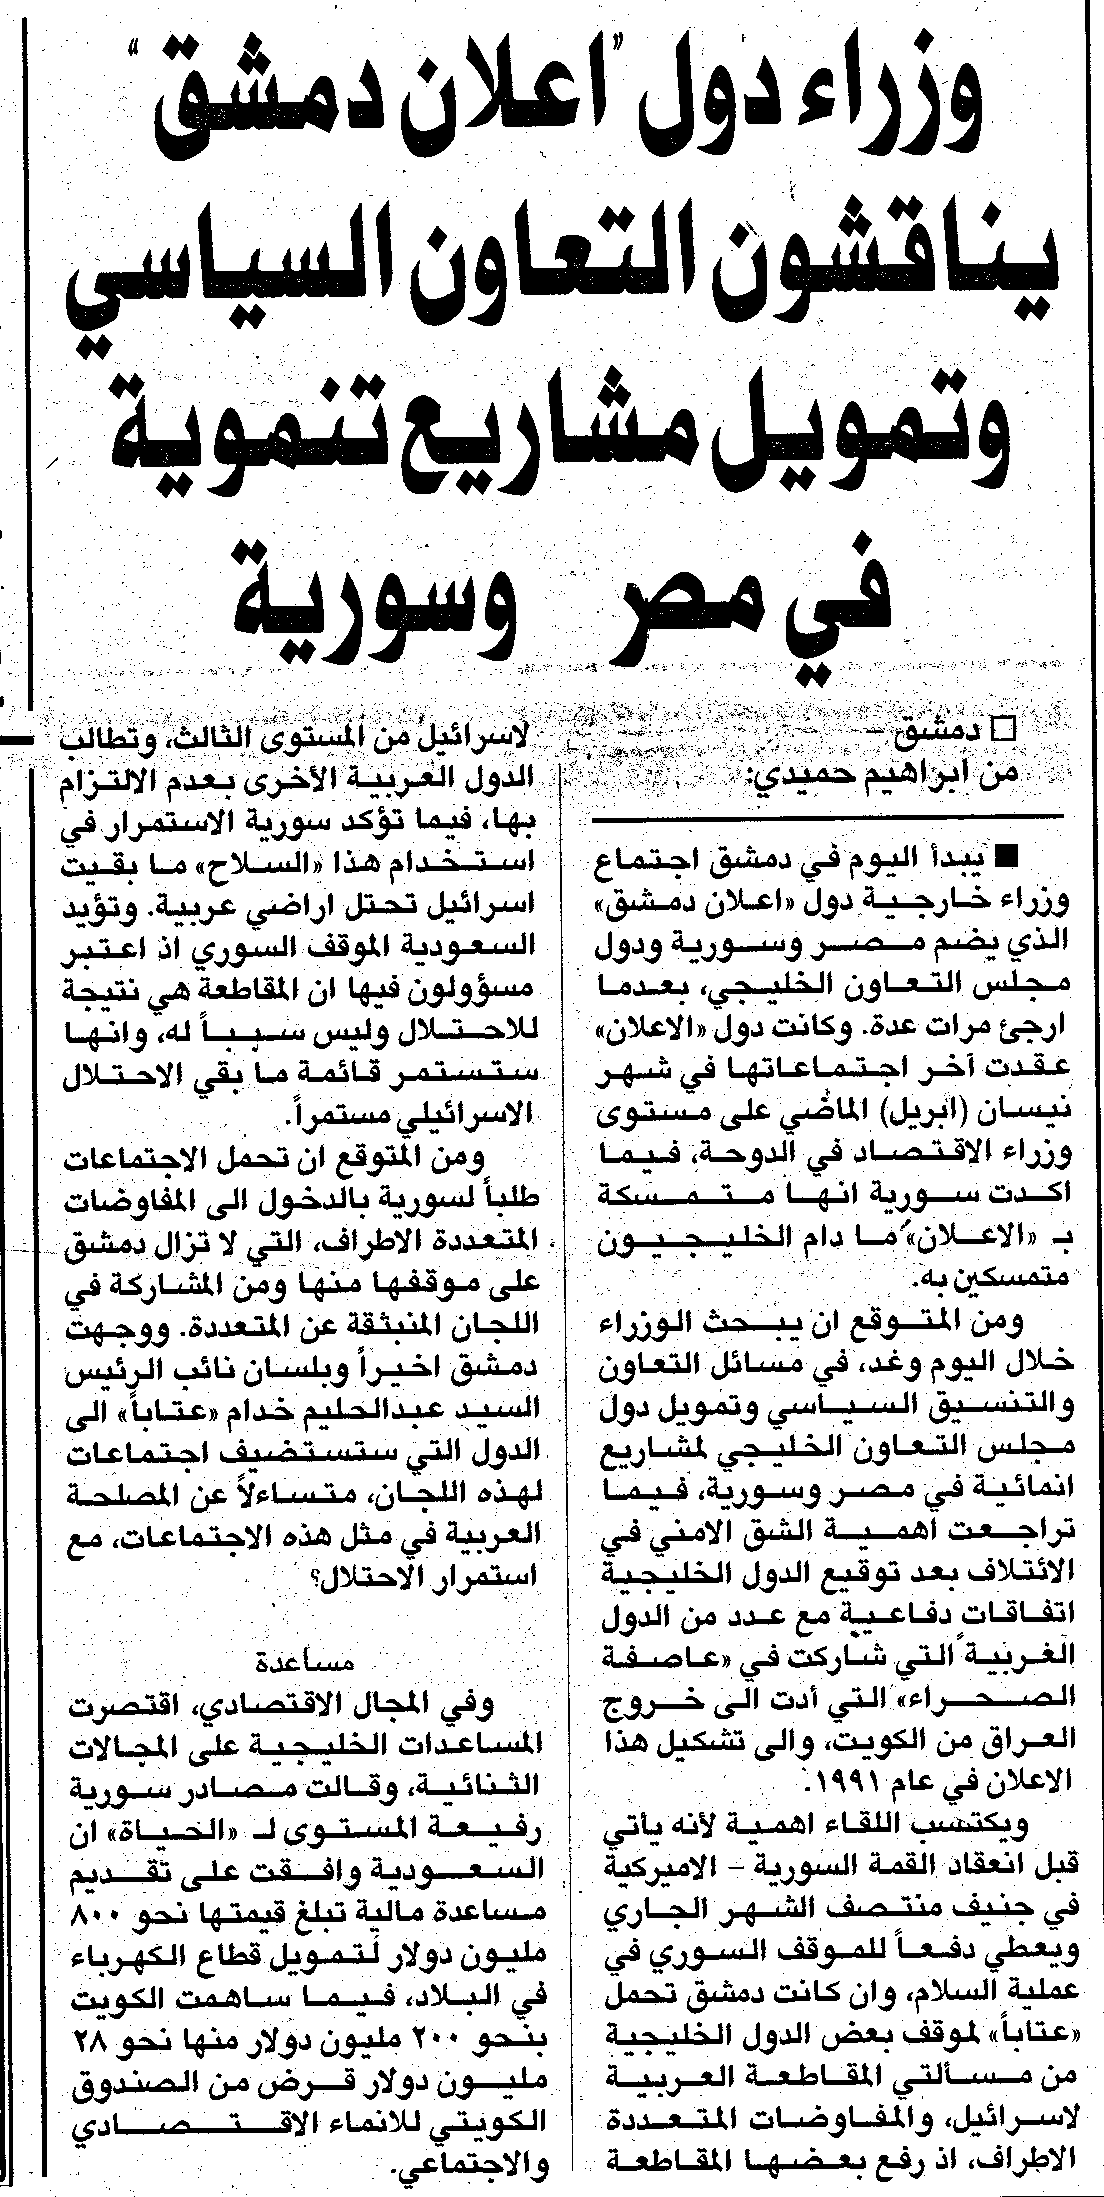 وزراء دول "اعلان دمشق"
يناقشون التعاون السياسي
وتمويل مشاريع تنموية
في مصر وسورية
□ دمشق -
من ابراهيم حميدي:
■ يبدأ اليوم في دمشق اجتماع
وزراء خارجية دول «اعلان دمشق»
الذي يضم مصر وسورية ودول
مجلس التعاون الخليجي، بعدما
ارجئ مرات عدة. وكانت دول «الاعلان»
عقدت آخر اجتماعاتها في شهر
نيسان (ابريل) الماضي على مستوى
وزراء الاقتصاد في الدوحة، فيما
اكدت سورية انها متمسكة
بـ «الاعلان» ما دام الخليجيون
متمسكين به.
ومن المتوقع ان يبحث الوزراء
خلال اليوم وغد، في مسائل التعاون
والتنسيق السياسي وتمويل دول
مجلس التعاون الخليجي لمشاريع
انمائية في مصر وسورية، فيما
تراجعت اهمية الشق الامني في
الائتلاف بعد توقيع الدول الخليجية
اتفاقات دفاعية مع عدد من الدول
الغربية التي شاركت في «عاصفة
الصحراء» التي أدت الى خروج
العراق من الكويت، والى تشكيل هذا
الاعلان في عام ١٩٩١.
ويكتسب اللقاء اهمية لأنه يأتي
قبل انعقاد القمة السورية - الاميركية
في جنيف منتصف الشهر الجاري
ويعطي دفعاً للموقف السوري في
عملية السلام، وان كانت دمشق تحمل
«عتاباً» لموقف بعض الدول الخليجية
من مسألتي المقاطعة العربية
لاسرائيل، والمفاوضات المتعددة
الاطراف، اذ رفع بعضها المقاطعة
لاسرائيل من المستوى الثالث، وتطالب
الدول العربية الأخرى بعدم الالتزام
بها، فيما تؤكد سورية الاستمرار في
استخدام هذا «السلاح» ما بقيت
اسرائيل تحتل اراضي عربية. وتؤيد
السعودية الموقف السوري اذ اعتبر
مسؤولون فيها ان المقاطعة هي نتيجة
للاحتلال وليس سبباً له، وانها
ستستمر قائمة ما بقي الاحتلال
الاسرائيلي مستمراً.
ومن المتوقع ان تحمل الاجتماعات
طلباً لسورية بالدخول الى المفاوضات
المتعددة الاطراف، التي لا تزال دمشق
على موقفها منها ومن المشاركة في
اللجان المنبثقة عن المتعددة. ووجهت
دمشق اخيراً وبلسان نائب الرئيس
السيد عبدالحليم خدام «عتاباً» الى
الدول التي ستستضيف اجتماعات
لهذه اللجان، متساءلاً عن المصلحة
العربية في مثل هذه الاجتماعات، مع
استمرار الاحتلال؟
مساعدة
وفي المجال الاقتصادي، اقتصرت
المساعدات الخليجية على المجالات
الثنائية، وقالت مصادر سورية
رفيعة المستوى لـ «الحياة» ان
السعودية وافقت على تقديم
مساعدة مالية تبلغ قيمتها نحو ٨٠٠
مليون دولار لتمويل قطاع الكهرباء
في البلاد، فيما ساهمت الكويت
بنحو ٢٠٠ مليون دولار منها نحو ٢٨
مليون دولار قرض من الصندوق
الكويتي للانماء الاقتصادي
والاجتماعي.